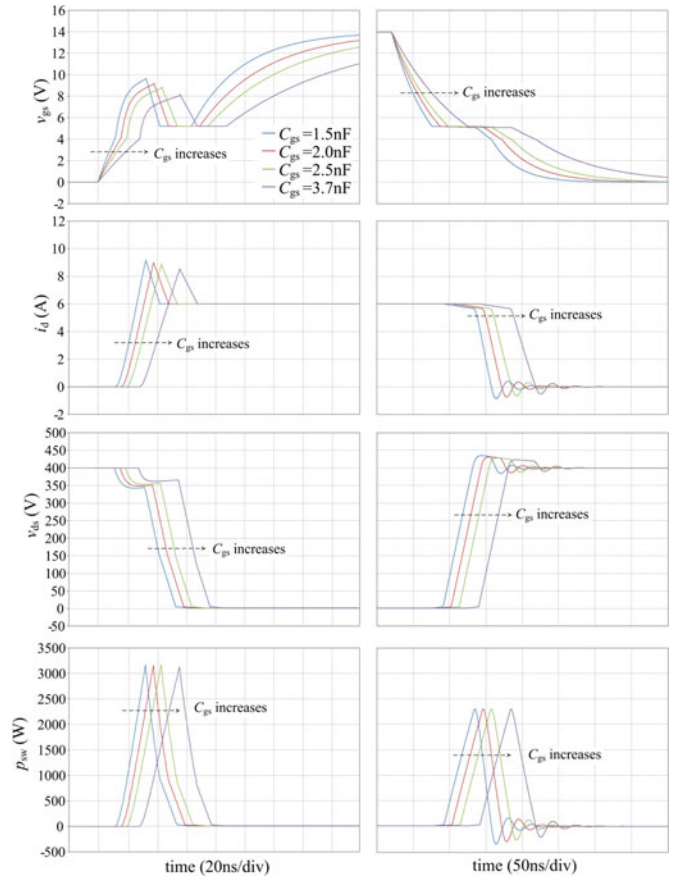 16
14
12
10
8
6
4
2
0
-2
v_gs (V)
C_gs increases
C_gs =1.5nF
C_gs =2.0nF
C_gs =2.5nF
C_gs =3.7nF
C_gs increases
12
10
8
6
4
2
0
-2
i_d (A)
C_gs increases
C_gs increases
500
450
400
350
300
250
200
150
100
50
0
-50
v_ds (V)
C_gs increases
C_gs increases
3500
3000
2500
2000
1500
1000
500
0
-500
p_sw (W)
C_gs increases
C_gs increases
time (20ns/div)
time (50ns/div)